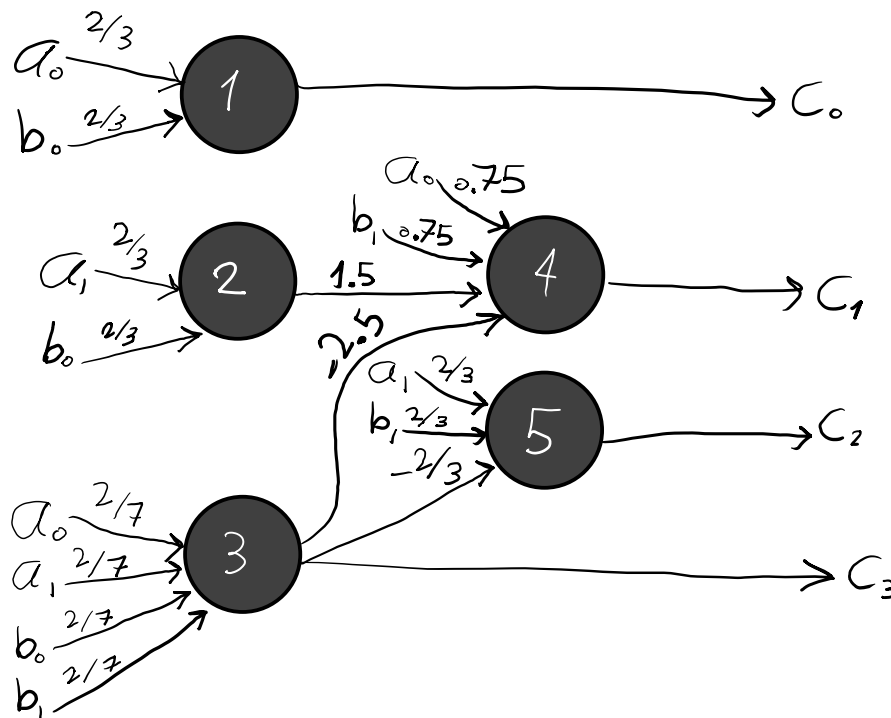 a₀ 2/3
b₀ 2/3
1
C₀
a₁ 2/3
b₀ 2/3
2
1.5
a₀ 0.75
b₁ 0.75
4
C₁
-2.5
a₁ 2/3
b₁ 2/3
-2/3
5
C₂
a₀ 2/7
a₁ 2/7
b₀ 2/7
b₁ 2/7
3
C₃